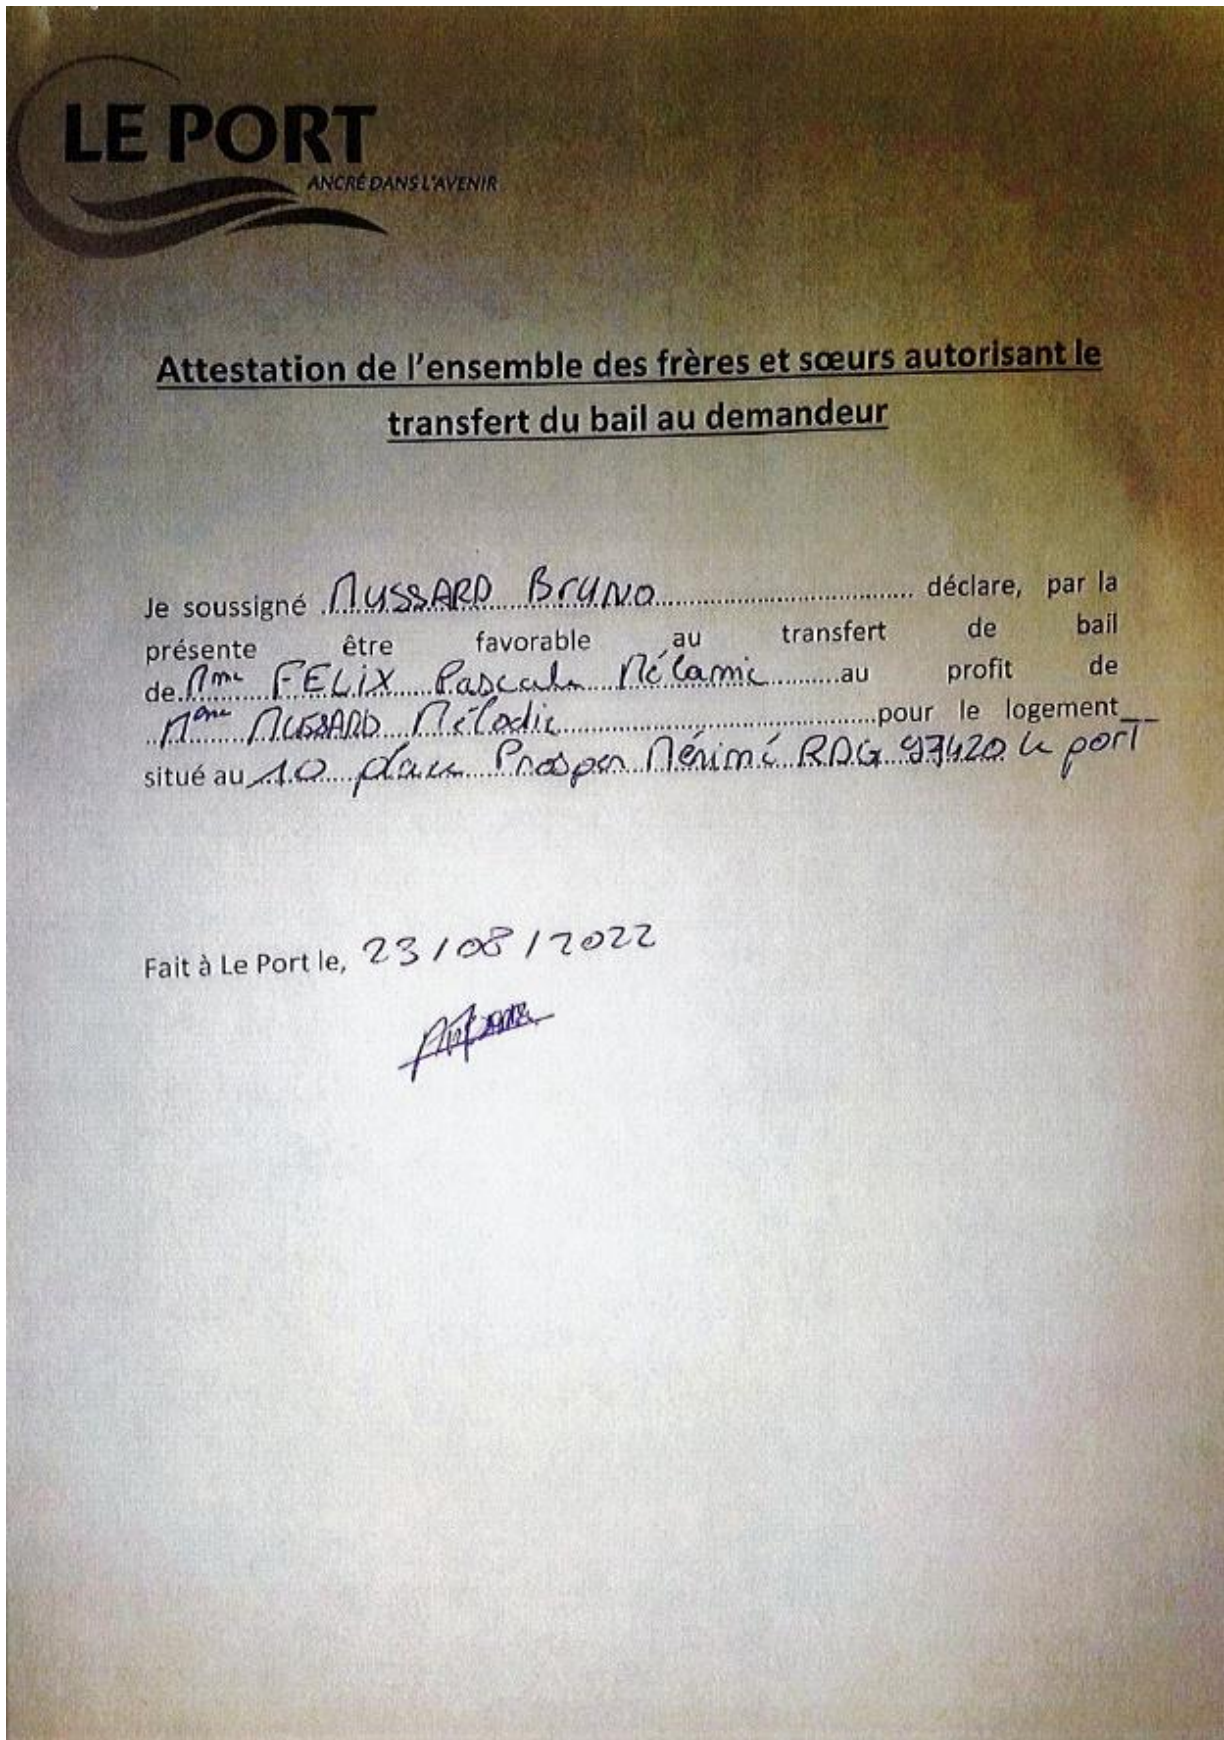 LE PORT
ANCRÉ DANS L'AVENIR
Attestation de l'ensemble des frères et sœurs autorisant le
transfert du bail au demandeur
Je soussigné MUSSARD Bruno déclare, par la
présente être favorable au transfert de bail
de Mme FELIX Pascale Mélanie au profit de
Mme MUSSARD Mélodie pour le logement
situé au 10 place Prosper Mérimé RDG 97420 le port
Fait à Le Port le, 23/08/2022